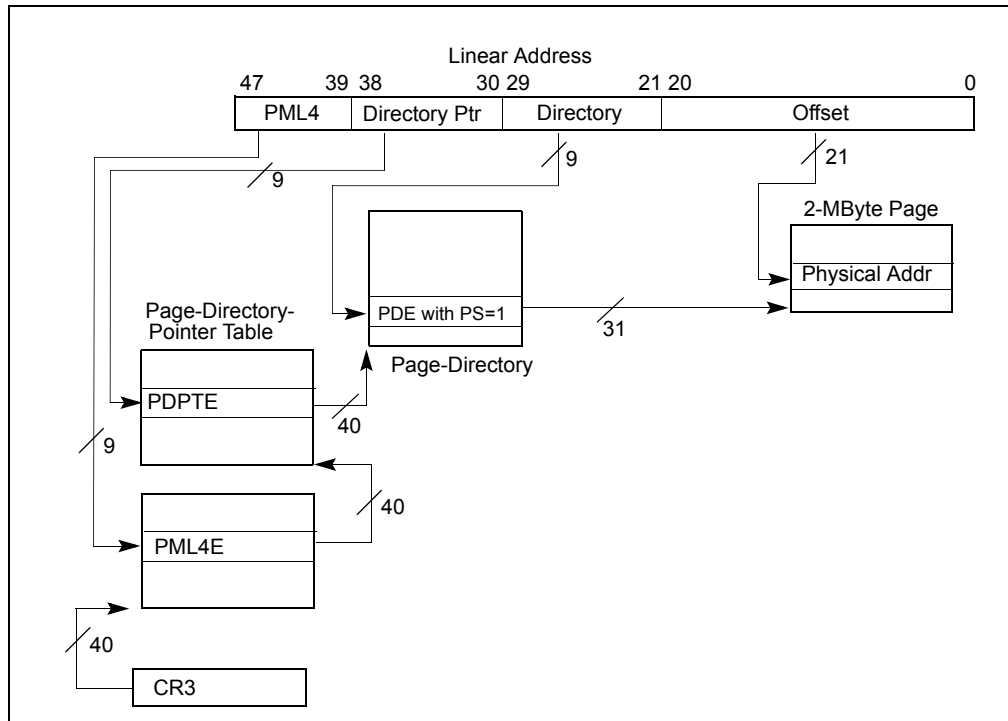 Linear Address
47 39 38 30 29 21 20 0
PML4 Directory Ptr Directory Offset
9 9 21
2-MByte Page
Physical Addr
PDE with PS=1
31
Page-Directory-
Pointer Table
Page-Directory
PDPTE
40
9
40
PML4E
40
CR3